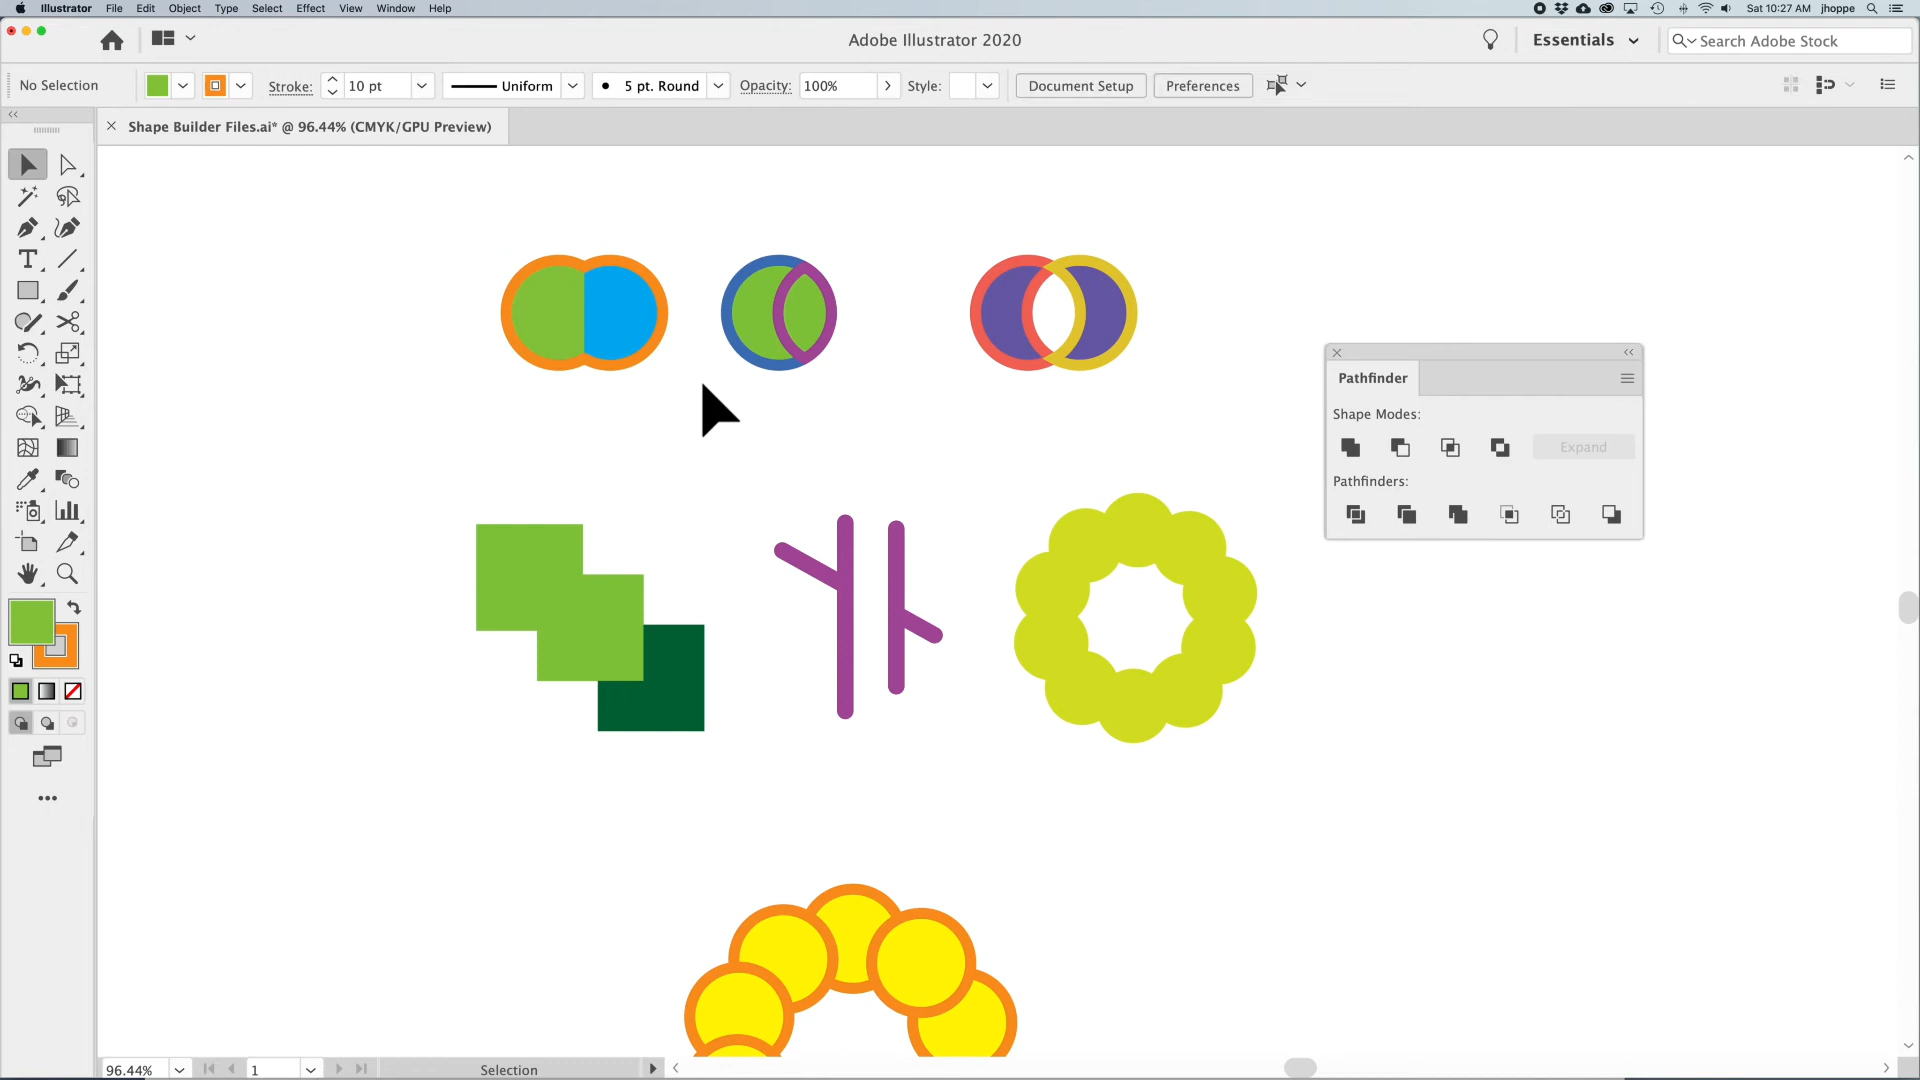 Illustrator File Edit Object Type Select Effect View Window Help Sat 10:27 AM jhoppe
Adobe Illustrator 2020 Essentials Search Adobe Stock
No Selection Stroke: 10 pt Uniform 5 pt. Round Opacity: 100% Style: Document Setup Preferences
Shape Builder Files.ai* @ 96.44% (CMYK/GPU Preview)
Pathfinder
Shape Modes:
Expand
Pathfinders:
96.44% 1 Selection